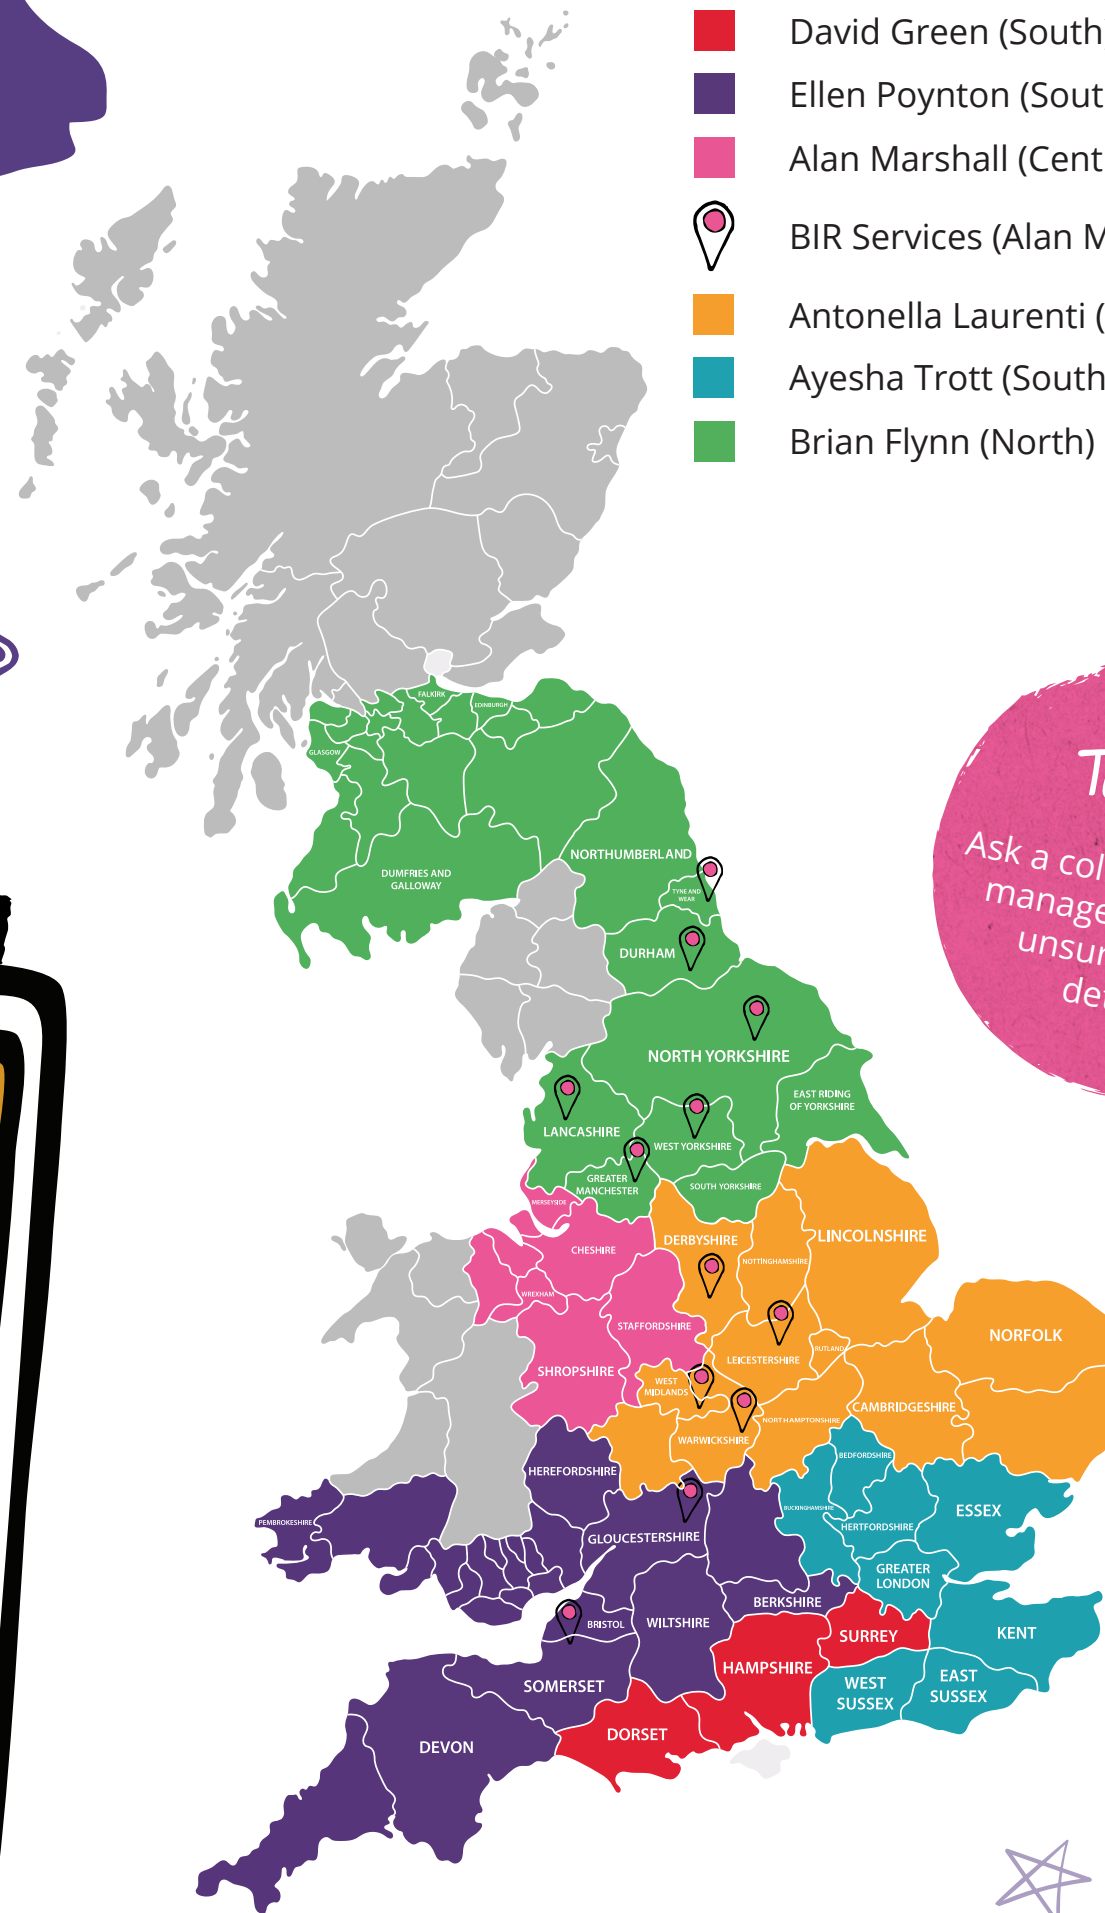 David Green (South
Ellen Poynton (Sout
Alan Marshall (Cent
BIR Services (Alan M
Antonella Laurenti (
Ayesha Trott (South
Brian Flynn (North)
FALKIRK
EDINBURGH
GLASGOW
Ask a col
manage
unsur
det
NORTHUMBERLAND
DUMFRIES AND
GALLOWAY
TYNE AND
WEAR
DURHAM
NORTH YORKSHIRE
EAST RIDING
OF YORKSHIRE
LANCASHIRE
WEST YORKSHIRE
GREATER
MANCHESTER
SOUTH YORKSHIRE
MERSEYSIDE
LINCOLNSHIRE
DERBYSHIRE
CHESHIRE
NOTTINGHAMSHIRE
WREXHAM
STAFFORDSHIRE
NORFOLK
RUTLAND
LEICESTERSHIRE
SHROPSHIRE
WEST
MIDLANDS
CAMBRIDGESHIRE
NORTHAMPTONSHIRE
WARWICKSHIRE
BEDFORDSHIRE
HEREFORDSHIRE
BUCKINGHAMSHIRE
ESSEX
PEMBROKESHIRE
HERTFORDSHIRE
GLOUCESTERSHIRE
GREATER
LONDON
BERKSHIRE
BRISTOL
WILTSHIRE
SURREY
KENT
HAMPSHIRE
WEST
SUSSEX
EAST
SUSSEX
SOMERSET
DORSET
DEVON